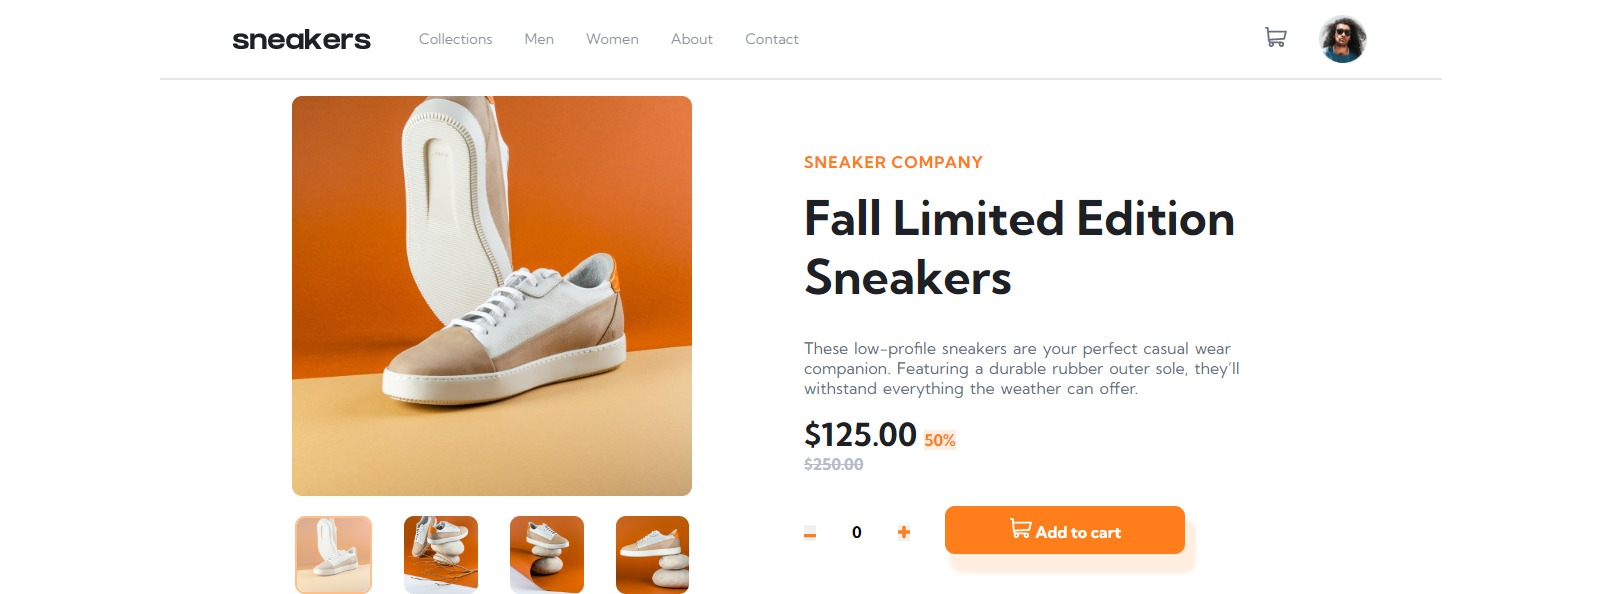 sneakers
Collections
Men
Women
About
Contact
SNEAKER COMPANY
Fall Limited Edition
Sneakers
These low-profile sneakers are your perfect casual wear
companion. Featuring a durable rubber outer sole, they’ll
withstand everything the weather can offer.
$125.00 50%
$250.00
0
Add to cart